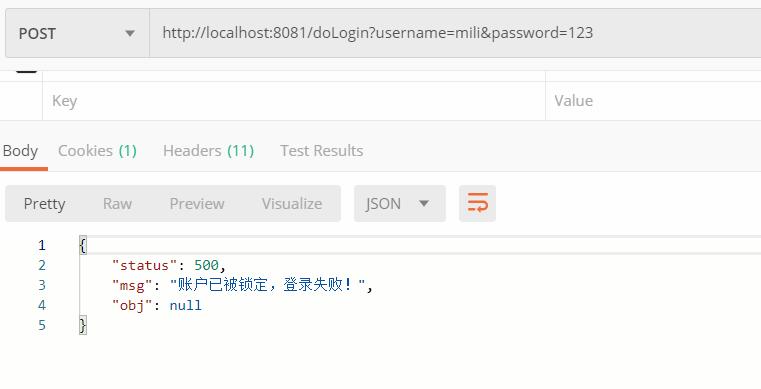 POST http://localhost:8081/doLogin?username=mili&password=123
Key Value
Body Cookies (1) Headers (11) Test Results
Pretty Raw Preview Visualize JSON
1 {
2 "status": 500,
3 "msg": "账户已被锁定，登录失败！",
4 "obj": null
5 }